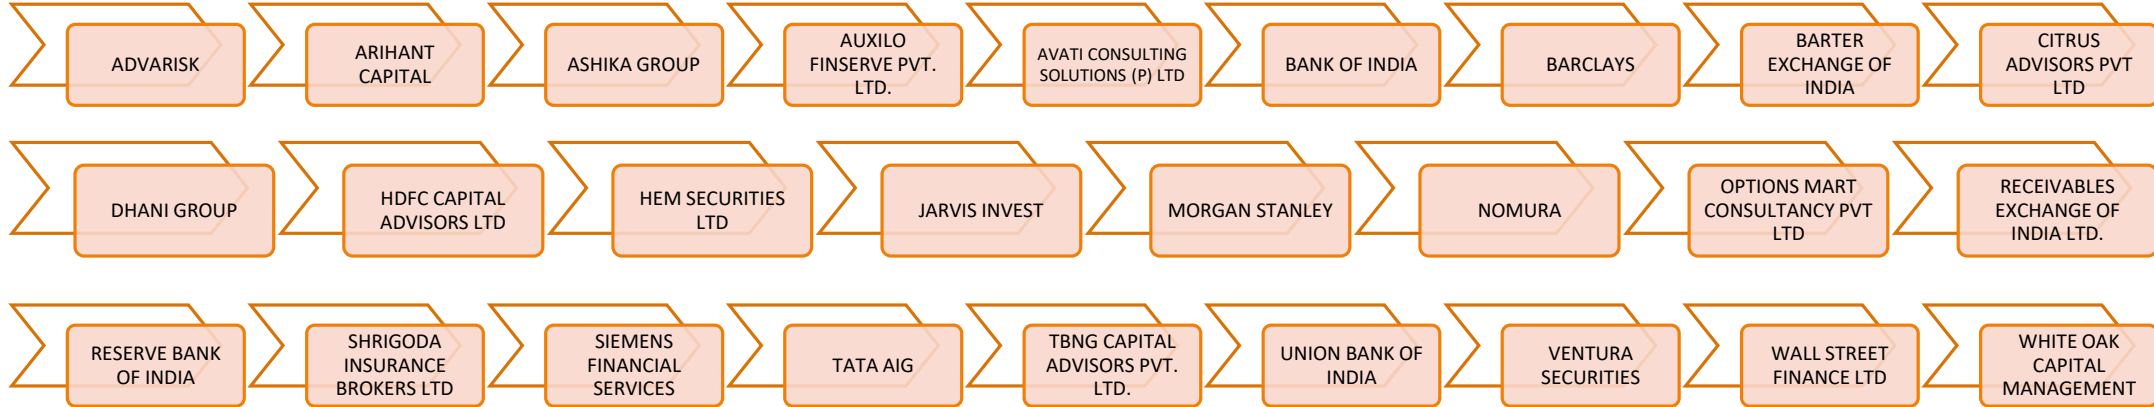 ADVARISK
ARIHANT
CAPITAL
ASHIKA GROUP
AUXILO
FINSERVE PVT.
LTD.
AVATI CONSULTING
SOLUTIONS (P) LTD
BANK OF INDIA
BARCLAYS
BARTER
EXCHANGE OF
INDIA
CITRUS
ADVISORS PVT
LTD
DHANI GROUP
HDFC CAPITAL
ADVISORS LTD
HEM SECURITIES
LTD
JARVIS INVEST
MORGAN STANLEY
NOMURA
OPTIONS MART
CONSULTANCY PVT
LTD
RECEIVABLES
EXCHANGE OF
INDIA LTD.
RESERVE BANK
OF INDIA
SHRIGODA
INSURANCE
BROKERS LTD
SIEMENS
FINANCIAL
SERVICES
TATA AIG
TBNG CAPITAL
ADVISORS PVT.
LTD.
UNION BANK OF
INDIA
VENTURA
SECURITIES
WALL STREET
FINANCE LTD
WHITE OAK
CAPITAL
MANAGEMENT